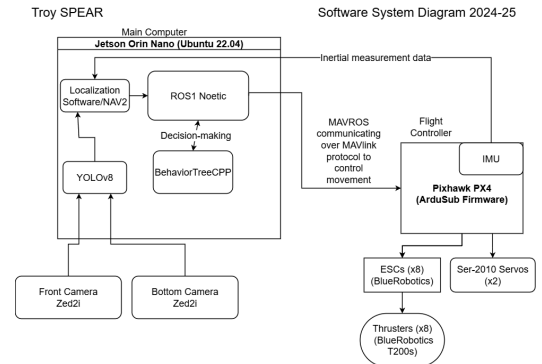 Troy SPEAR
Software System Diagram 2024-25
Main Computer
Jetson Orin Nano (Ubuntu 22.04)
Inertial measurement data
Localization
Software/NAV2
ROS1 Noetic
Decision-making
BehaviorTreeCPP
YOLOv8
MAVROS
communicating
over MAVlink
protocol to
control
movement
Flight
Controller
IMU
Pixhawk PX4
(ArduSub Firmware)
Front Camera
Zed2i
Bottom Camera
Zed2i
ESCs (x8)
(BlueRobotics)
Ser-2010 Servos
(x2)
Thrusters (x8)
(BlueRobotics
T200s)